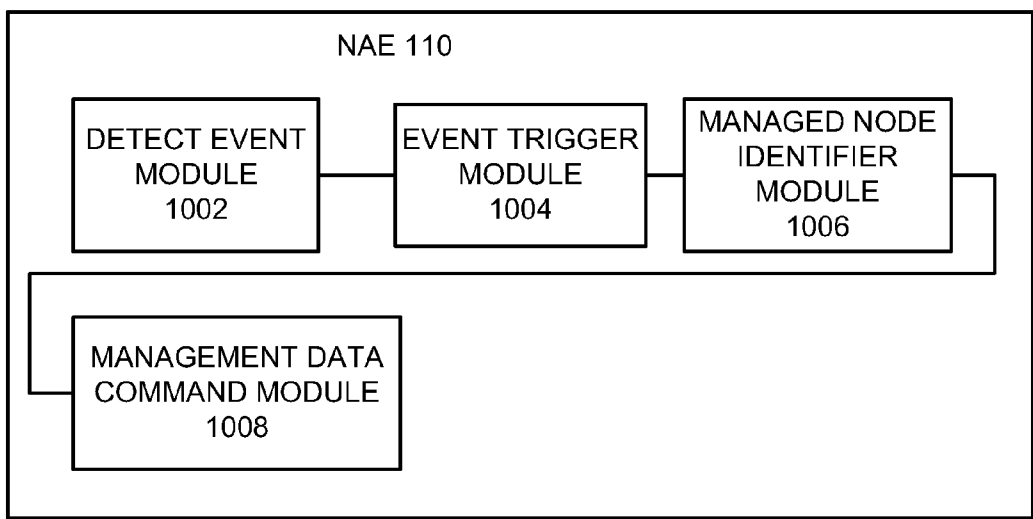 NAE 110
DETECT EVENT
MODULE
1002
EVENT TRIGGER
MODULE
1004
MANAGED NODE
IDENTIFIER
MODULE
1006
MANAGEMENT DATA
COMMAND MODULE
1008